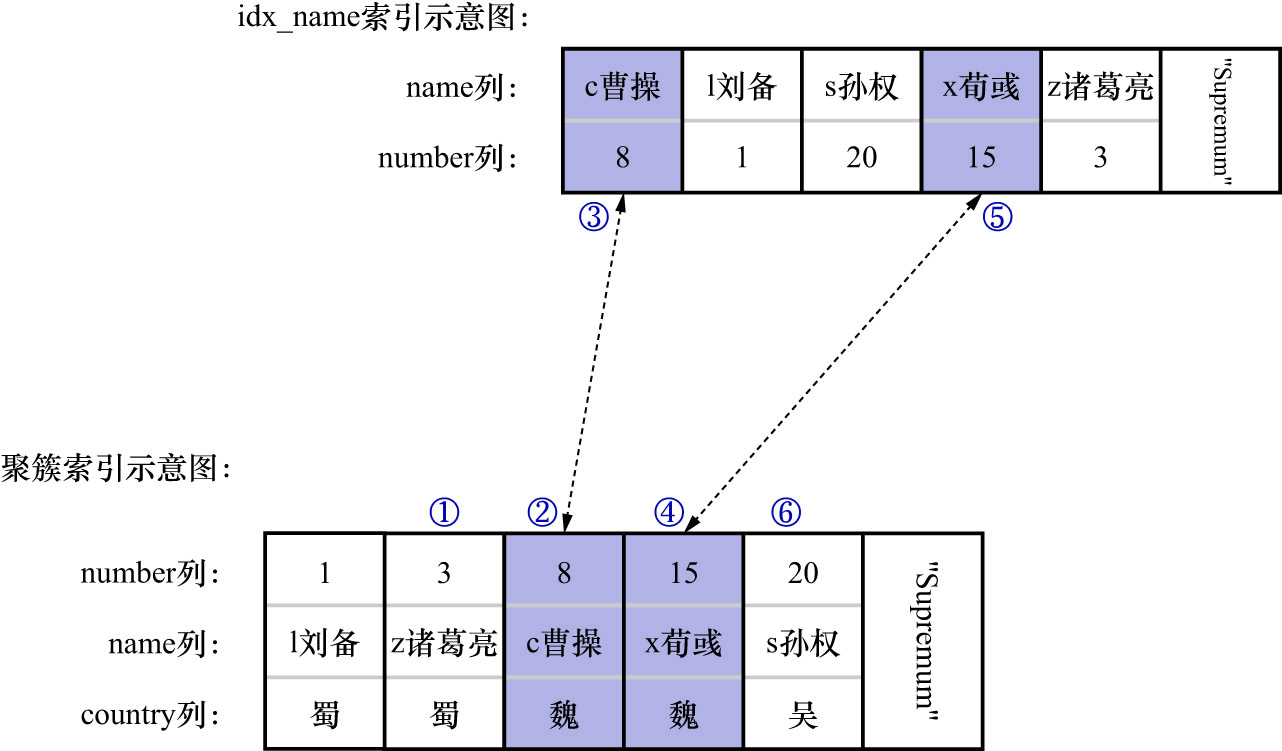 idx_name索引示意图：
name列： c曹操 l刘备 s孙权 x荀彧 z诸葛亮 "Supremum"
number列： 8 1 20 15 3
③ ⑤
聚簇索引示意图：
① ② ④ ⑥
number列： 1 3 8 15 20 "Supremum"
name列： l刘备 z诸葛亮 c曹操 x荀彧 s孙权
country列： 蜀 蜀 魏 魏 吴